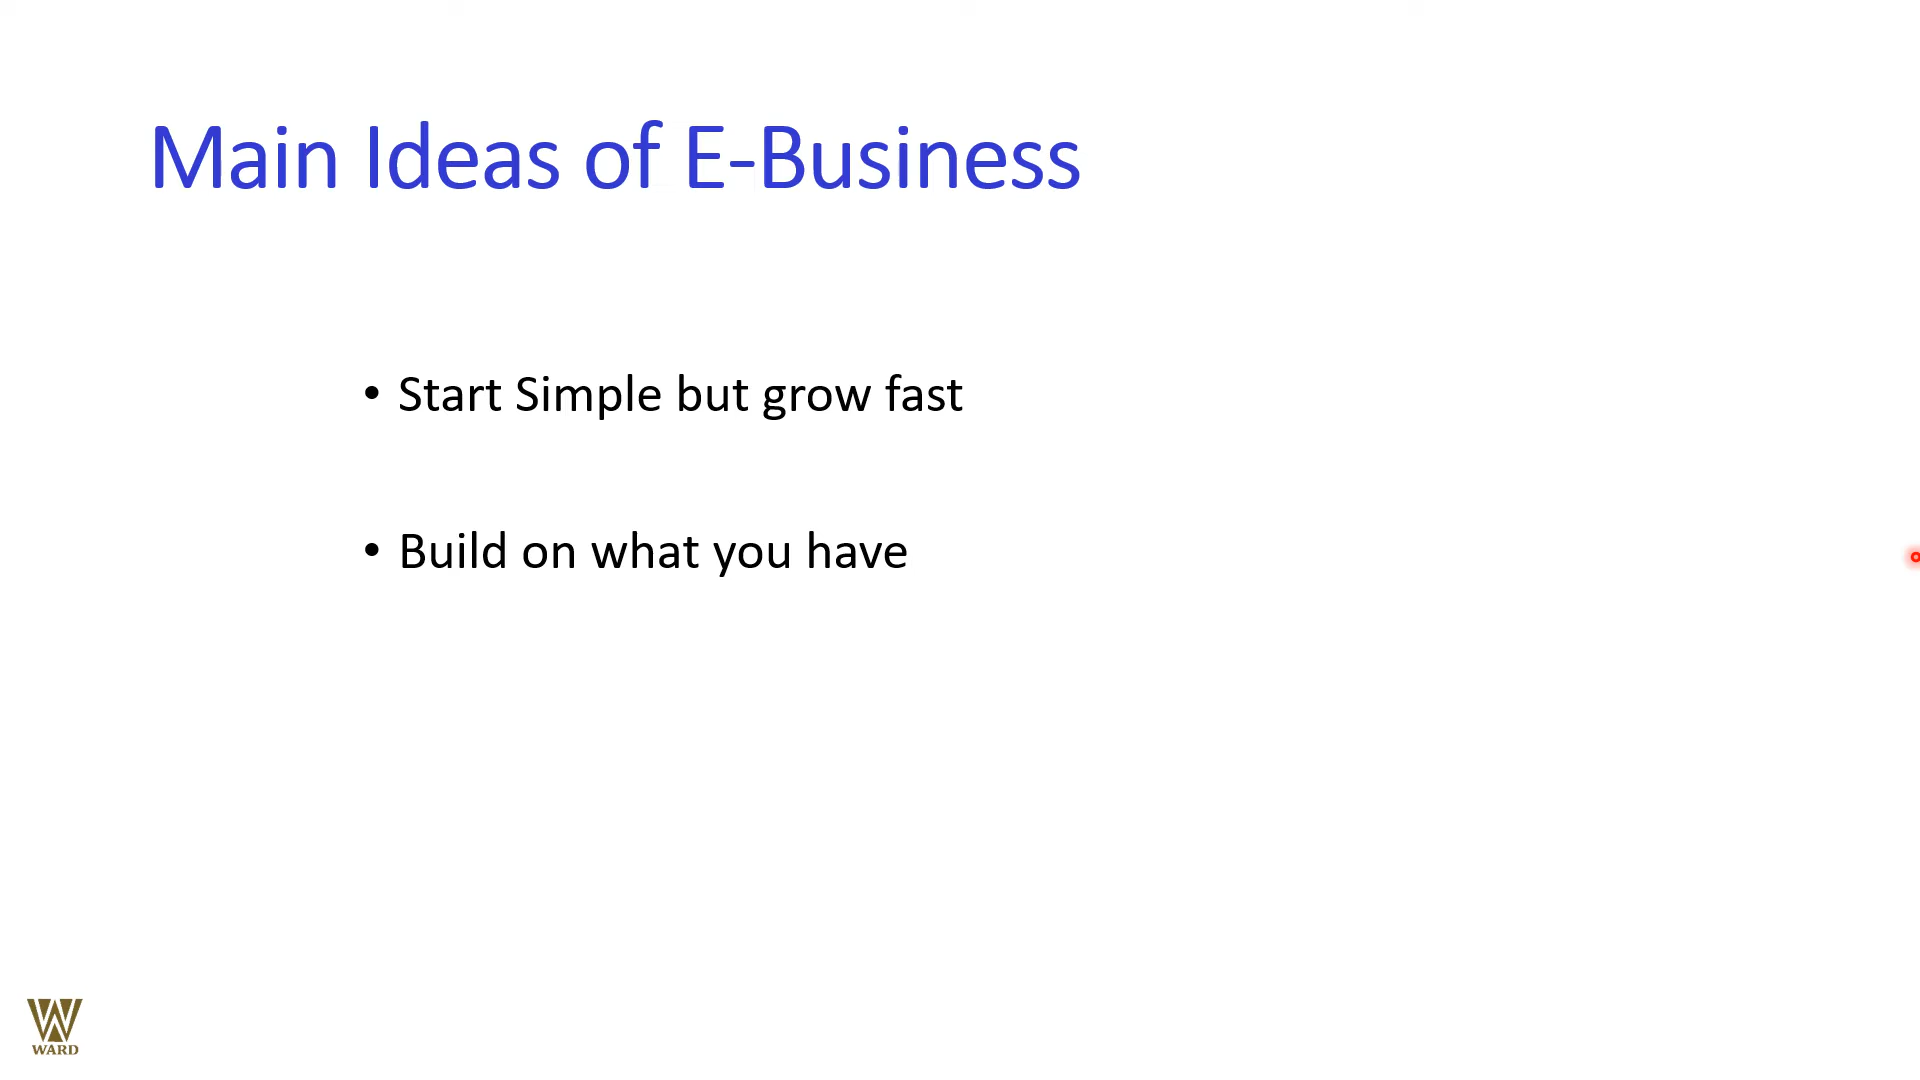 Main Ideas of E-Business
• Start Simple but grow fast
• Build on what you have
WARD